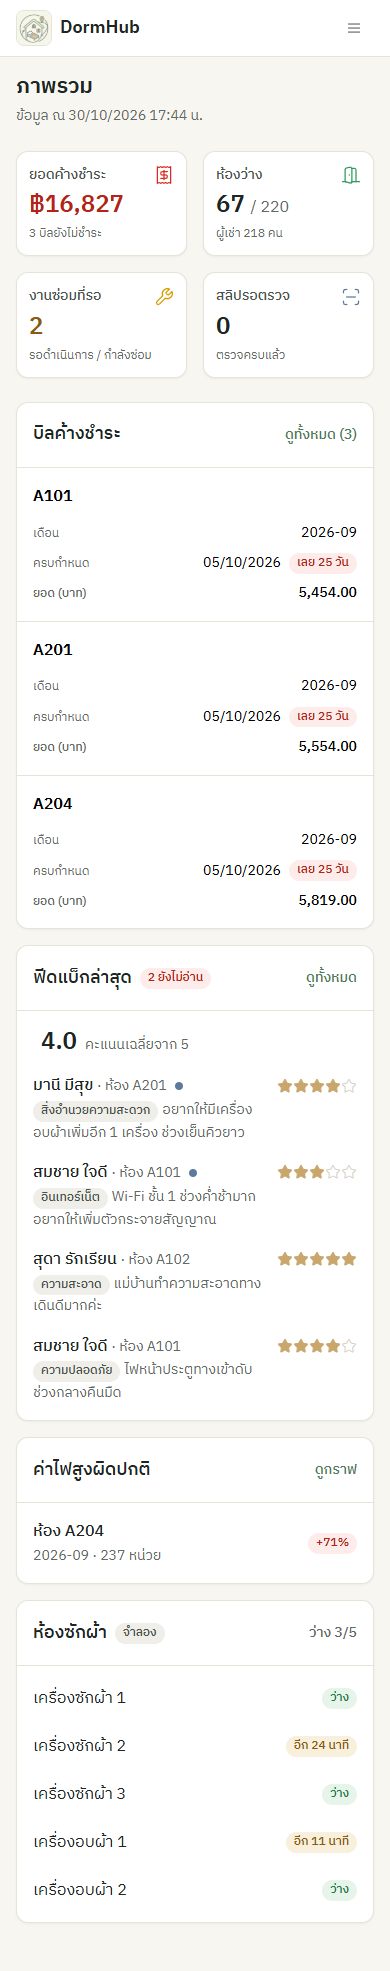 DormHub
ภาพรวม
ข้อมูล ณ 30/10/2026 17:44 น.
ยอดค้างชำระ
฿16,827
3 บิลยังไม่ชำระ
ห้องว่าง
67 / 220
ผู้เช่า 218 คน
งานซ่อมที่รอ
2
รอดำเนินการ / กำลังซ่อม
สลิปรอตรวจ
0
ตรวจครบแล้ว
บิลค้างชำระ
ดูทั้งหมด (3)
A101
เดือน 2026-09
ครบกำหนด 05/10/2026 เลย 25 วัน
ยอด (บาท) 5,454.00
A201
เดือน 2026-09
ครบกำหนด 05/10/2026 เลย 25 วัน
ยอด (บาท) 5,554.00
A204
เดือน 2026-09
ครบกำหนด 05/10/2026 เลย 25 วัน
ยอด (บาท) 5,819.00
ฟีดแบ็กล่าสุด 2 ยังไม่อ่าน ดูทั้งหมด
4.0 คะแนนเฉลี่ยจาก 5
มานี มีสุข · ห้อง A201
สิ่งอำนวยความสะดวก อยากให้มีเครื่อง
อบผ้าเพิ่มอีก 1 เครื่อง ช่วงเย็นคิวยาว
สมชาย ใจดี · ห้อง A101
อินเทอร์เน็ต Wi-Fi ชั้น 1 ช่วงค่ำช้ามาก
อยากให้เพิ่มตัวกระจายสัญญาณ
สุดา รักเรียน · ห้อง A102
ความสะอาด แม่บ้านทำความสะอาดทาง
เดินดีมากค่ะ
สมชาย ใจดี · ห้อง A101
ความปลอดภัย ไฟหน้าประตูทางเข้าดับ
ช่วงกลางคืนมืด
ค่าไฟสูงผิดปกติ ดูกราฟ
ห้อง A204
2026-09 · 237 หน่วย
+71%
ห้องซักผ้า จำลอง ว่าง 3/5
เครื่องซักผ้า 1 ว่าง
เครื่องซักผ้า 2 อีก 24 นาที
เครื่องซักผ้า 3 ว่าง
เครื่องอบผ้า 1 อีก 11 นาที
เครื่องอบผ้า 2 ว่าง